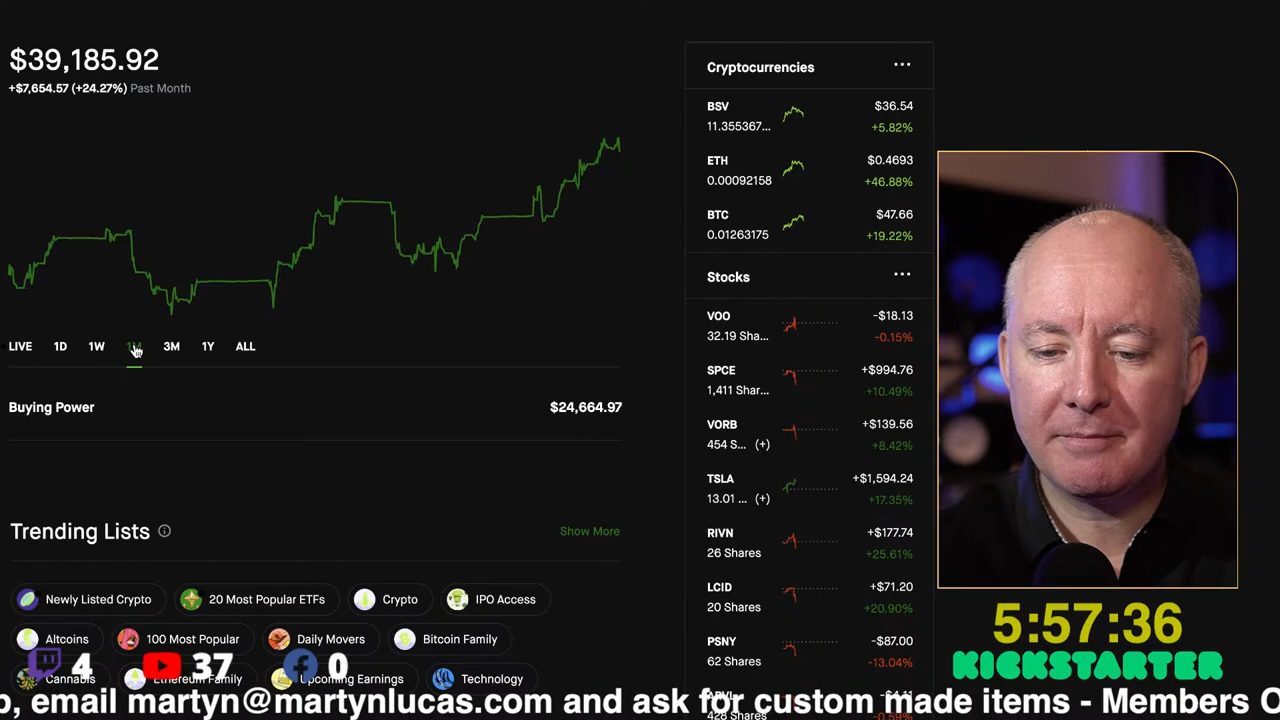 $39,185.92
+$7,654.57 (+24.27%) Past Month
LIVE 1D 1W 3M 1Y ALL
Buying Power $24,664.97
Trending Lists Show More
Newly Listed Crypto 20 Most Popular ETFs Crypto IPO Access
Altcoins 100 Most Popular Daily Movers Bitcoin Family
Cannabis Ethereum Family Upcoming Earnings Technology
4 37 0
Cryptocurrencies ...
BSV $36.54
11.355367... +5.82%
ETH $0.4693
0.00092158 +46.88%
BTC $47.66
0.01263175 +19.22%
Stocks ...
VOO -$18.13
32.19 Sha... -0.15%
SPCE +$994.76
1,411 Shar... +10.49%
VORB +$139.56
454 S... (+) +8.42%
TSLA +$1,594.24
13.01 ... (+) +17.35%
RIVN +$177.74
26 Shares +25.61%
LCID +$71.20
20 Shares +20.90%
PSNY -$87.00
62 Shares -13.04%
428 Shares -0.59%
5:57:36
KICKSTARTER
, email martyn@martynlucas.com and ask for custom made items - Members